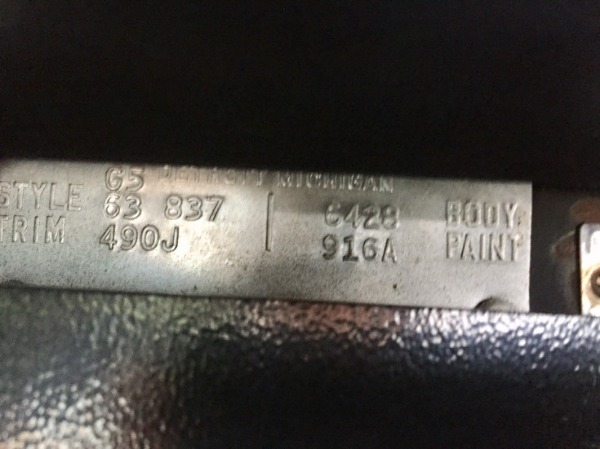 G5 DETROIT MICHIGAN
STYLE 63 837 6428 BODY
TRIM 490J 916A PAINT